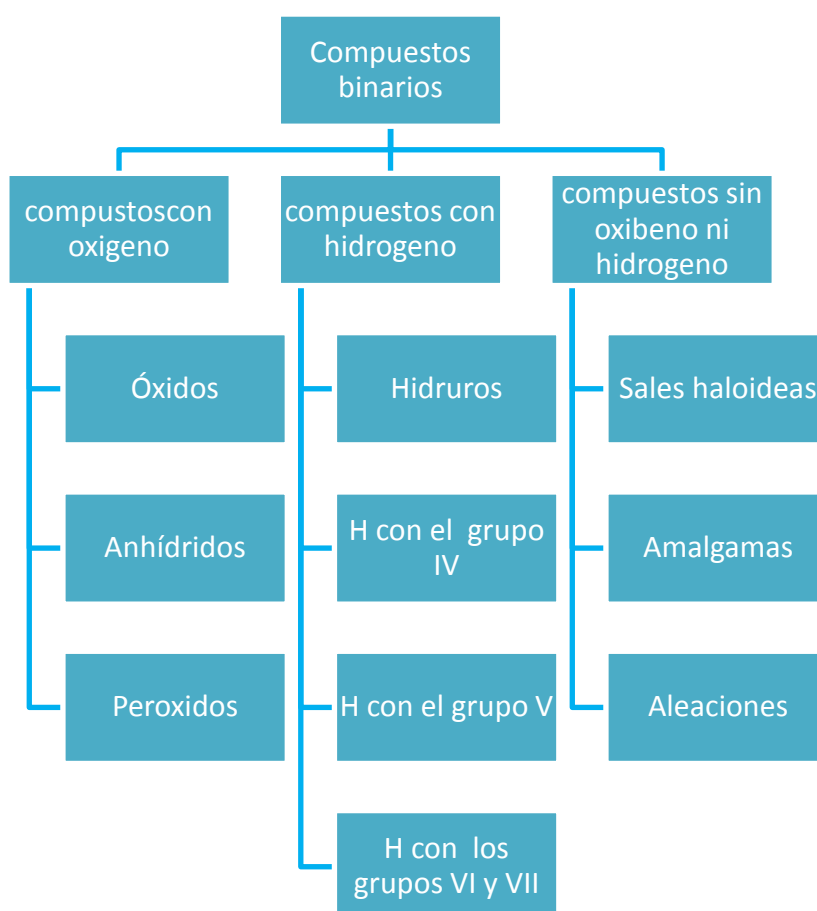 Compuestos
binarios
compustoscon
oxigeno
compuestos con
hidrogeno
compuestos sin
oxibeno ni
hidrogeno
Óxidos
Hidruros
Sales haloideas
Anhídridos
H con el grupo
IV
Amalgamas
Peroxidos
H con el grupo V
Aleaciones
H con los
grupos VI y VII